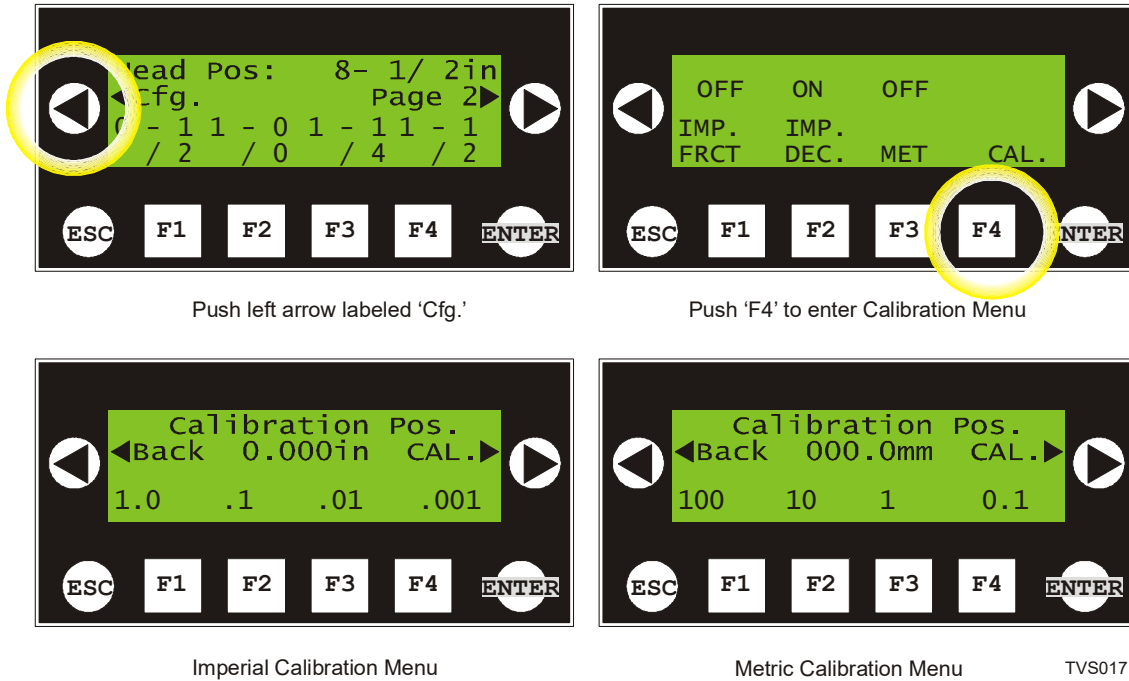 Head Pos: 8- 1/ 2in
◀Cfg. Page 2▶
0 - 1 1 - 0 1 - 1 1 - 1
/ 2 / 0 / 4 / 2
ESC F1 F2 F3 F4 ENTER
Push left arrow labeled ‘Cfg.’
OFF ON OFF
IMP. IMP.
FRCT DEC. MET CAL.
ESC F1 F2 F3 F4 ENTER
Push ‘F4’ to enter Calibration Menu
Calibration Pos.
◀Back 0.000in CAL.▶
1.0 .1 .01 .001
ESC F1 F2 F3 F4 ENTER
Imperial Calibration Menu
Calibration Pos.
◀Back 000.0mm CAL.▶
100 10 1 0.1
ESC F1 F2 F3 F4 ENTER
Metric Calibration Menu
TVS017